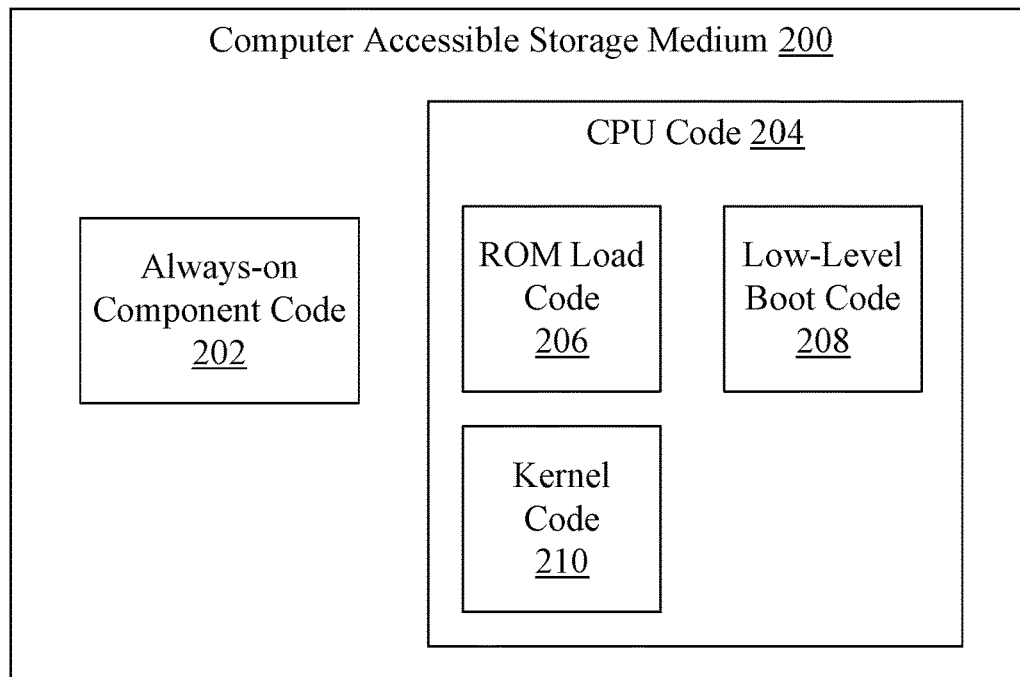 Computer Accessible Storage Medium 200
CPU Code 204
Always-on
Component Code
202
ROM Load
Code
206
Low-Level
Boot Code
208
Kernel
Code
210